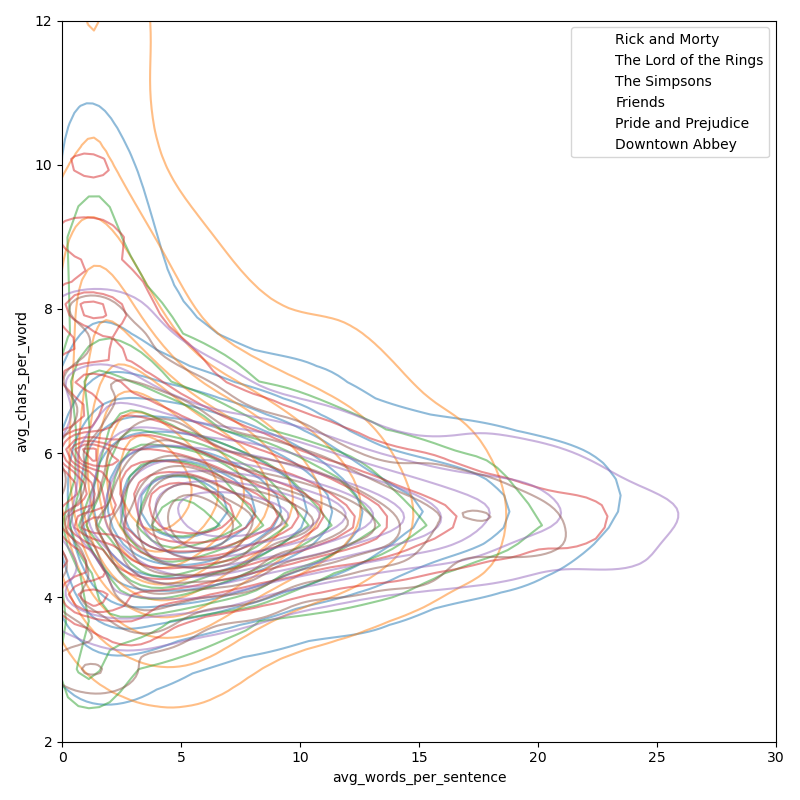 12
10
8
6
4
2
0
5
10
15
20
25
30
avg_chars_per_word
avg_words_per_sentence
Rick and Morty
The Lord of the Rings
The Simpsons
Friends
Pride and Prejudice
Downtown Abbey